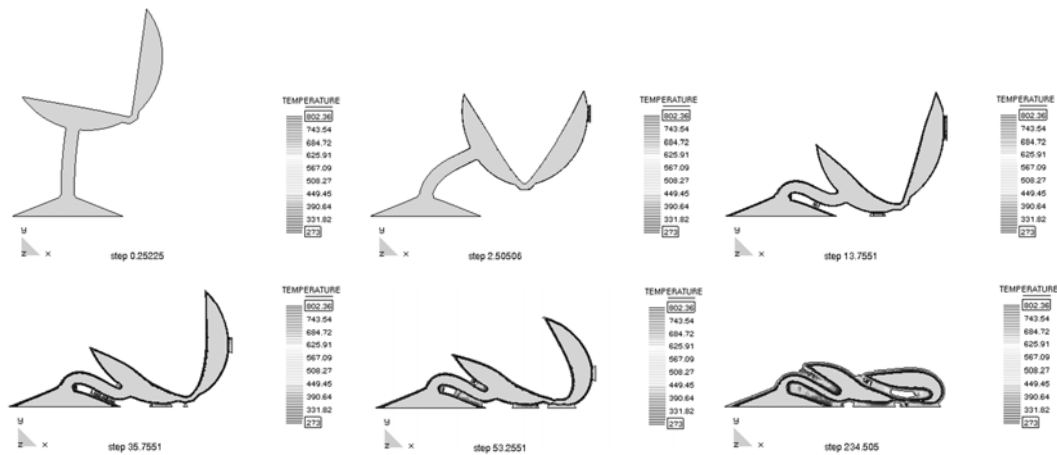 TEMPERATURE
802.36
743.54
684.72
625.91
567.09
508.27
449.45
390.64
331.82
273
y
z x
step 0.25225
TEMPERATURE
802.36
743.54
684.72
625.91
567.09
508.27
449.45
390.64
331.82
273
y
z x
step 2.50506
TEMPERATURE
802.36
743.54
684.72
625.91
567.09
508.27
449.45
390.64
331.82
273
y
z x
step 13.7551
TEMPERATURE
802.36
743.54
684.72
625.91
567.09
508.27
449.45
390.64
331.82
273
y
z x
step 35.7551
TEMPERATURE
802.36
743.54
684.72
625.91
567.09
508.27
449.45
390.64
331.82
273
y
z x
step 53.2551
TEMPERATURE
802.36
743.54
684.72
625.91
567.09
508.27
449.45
390.64
331.82
273
y
z x
step 234.505